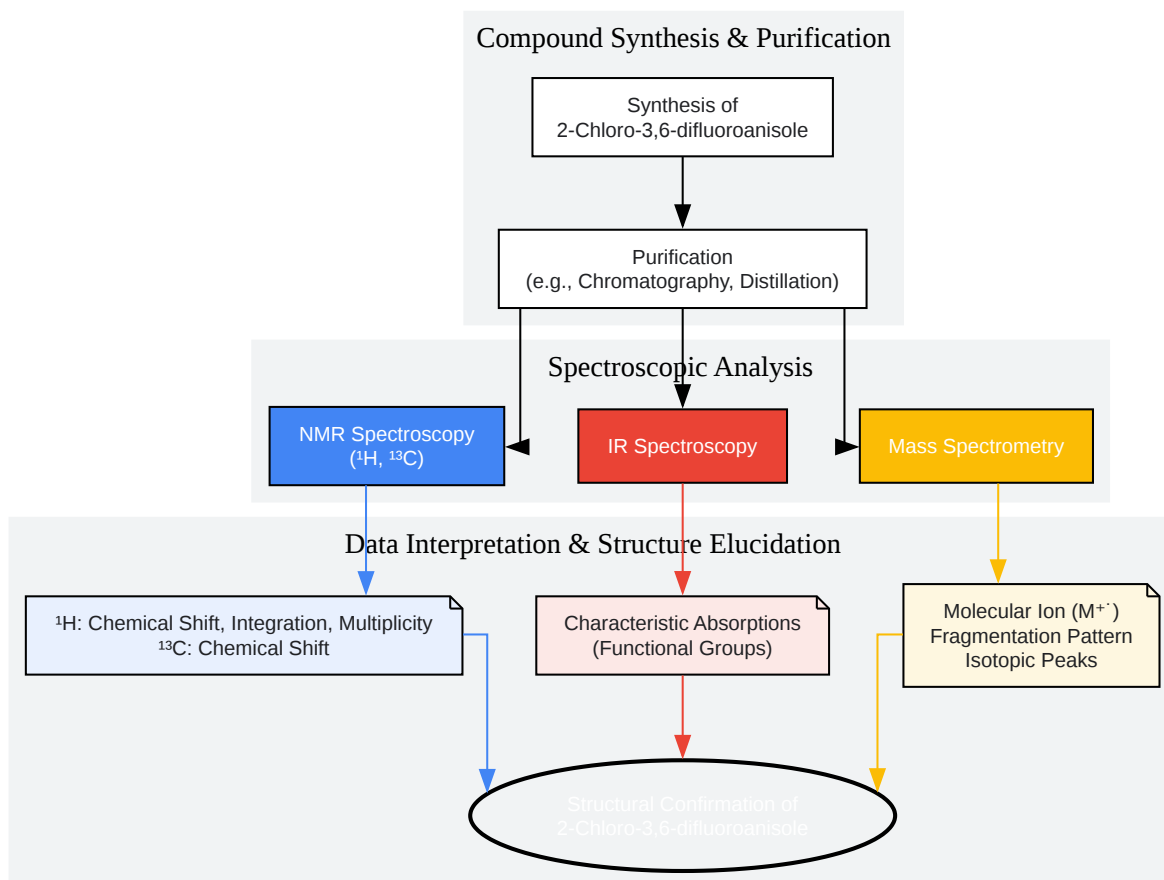 Compound Synthesis & Purification
Synthesis of
2-Chloro-3,6-difluoroanisole
Purification
(e.g., Chromatography, Distillation)
Spectroscopic Analysis
NMR Spectroscopy
(¹H, ¹³C)
IR Spectroscopy
Mass Spectrometry
Data Interpretation & Structure Elucidation
¹H: Chemical Shift, Integration, Multiplicity
¹³C: Chemical Shift
Characteristic Absorptions
(Functional Groups)
Molecular Ion (M⁺˙)
Fragmentation Pattern
Isotopic Peaks
Structural Confirmation of
2-Chloro-3,6-difluoroanisole